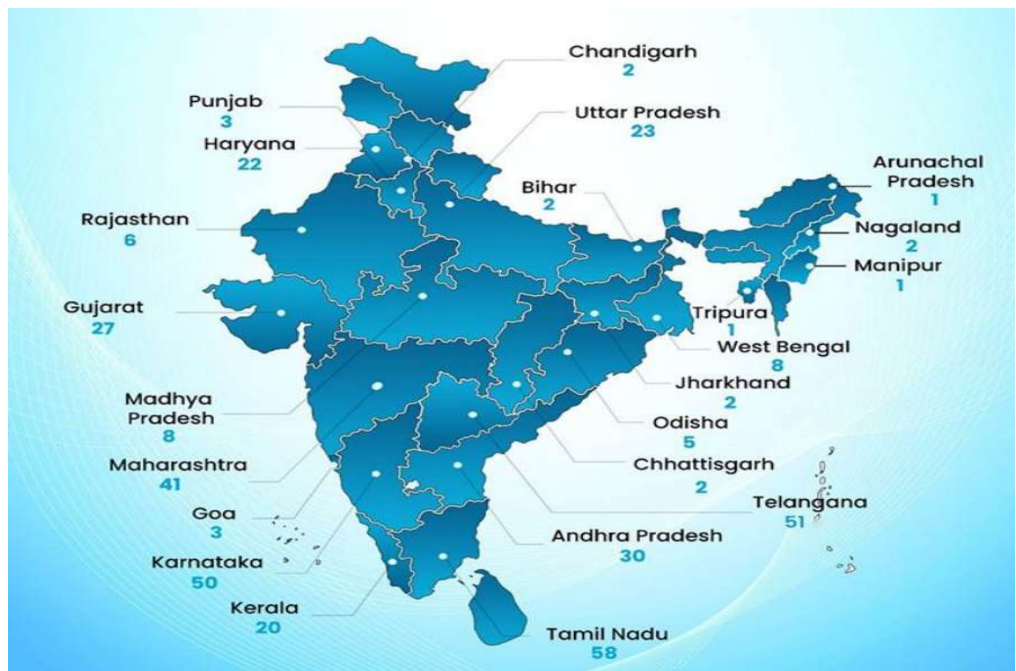 Chandigarh
2
Punjab
3
Uttar Pradesh
23
Haryana
22
Arunachal
Pradesh
1
Bihar
2
Rajasthan
6
Nagaland
2
Manipur
1
Gujarat
27
Tripura
1
West Bengal
8
Jharkhand
2
Madhya
Pradesh
8
Odisha
5
Maharashtra
41
Chhattisgarh
2
Telangana
51
Goa
3
Andhra Pradesh
30
Karnataka
50
Kerala
20
Tamil Nadu
58